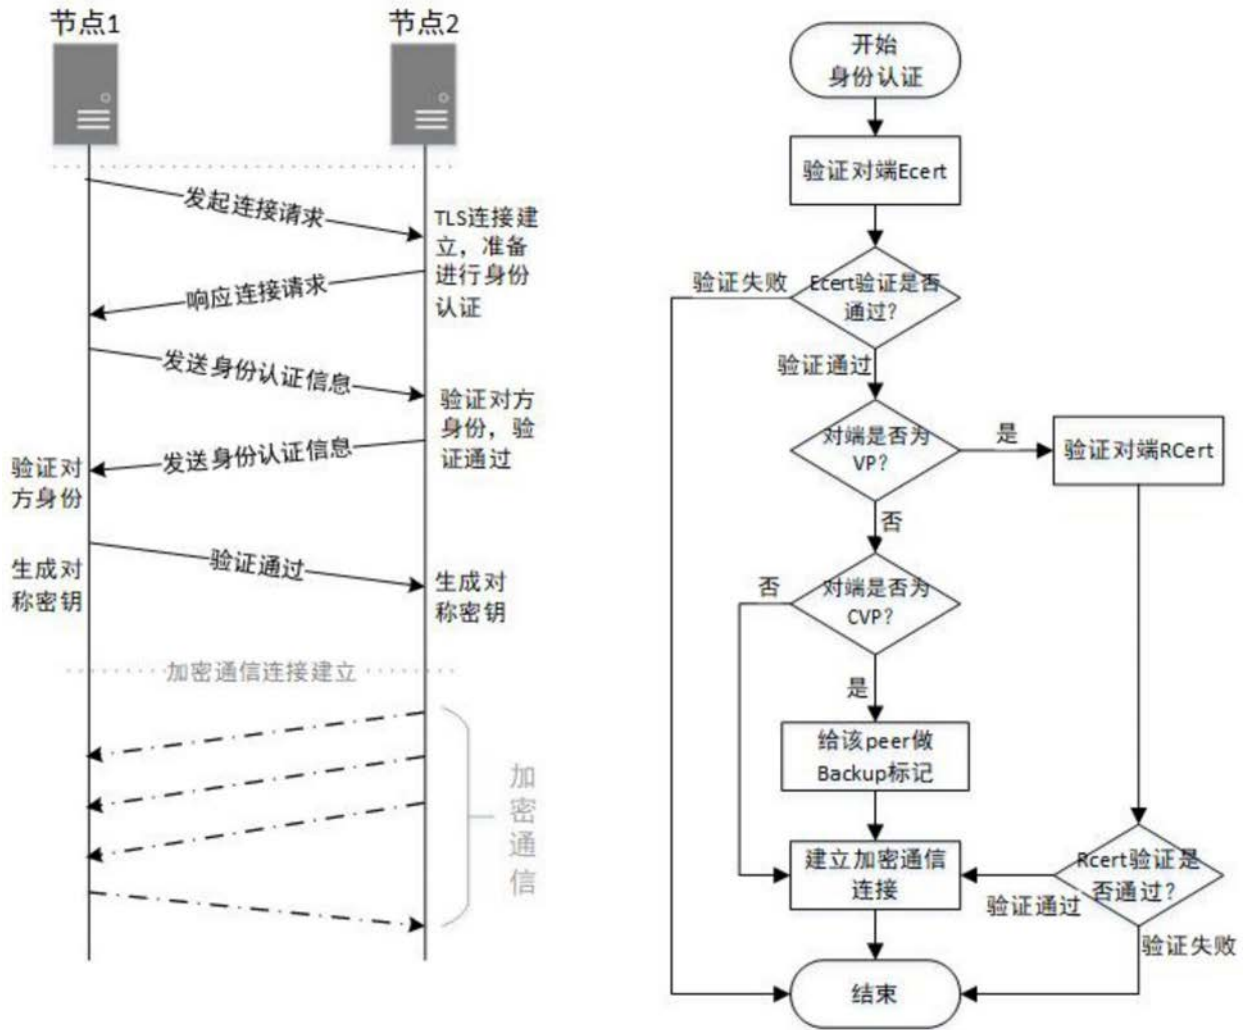 节点1
节点2
发起连接请求
TLS连接建
立，准备
进行身份
认证
响应连接请求
发送身份认证信息
验证对方
身份，验
证通过
发送身份认证信息
验证对
方身份
验证通过
生成对
称密钥
生成对
称密钥
加密通信连接建立
加
密
通
信
开始
身份认证
验证对端Ecert
验证失败
Ecert验证是否
通过？
验证通过
对端是否为
VP？
是
验证对端RCert
否
对端是否为
CVP？
否
是
给该peer做
Backup标记
建立加密通信
连接
Rcert验证是
否通过？
验证通过
验证失败
结束